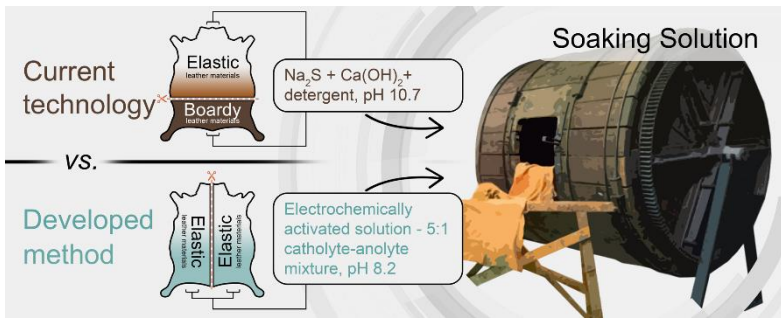 Soaking Solution
Current
technology
Elastic
leather materials
Boardy
leather materials
Na₂S + Ca(OH)₂+
detergent, pH 10.7
vs.
Developed
method
Elastic
leather materials
Elastic
leather materials
Electrochemically
activated solution - 5:1
catholyte-anolyte
mixture, pH 8.2